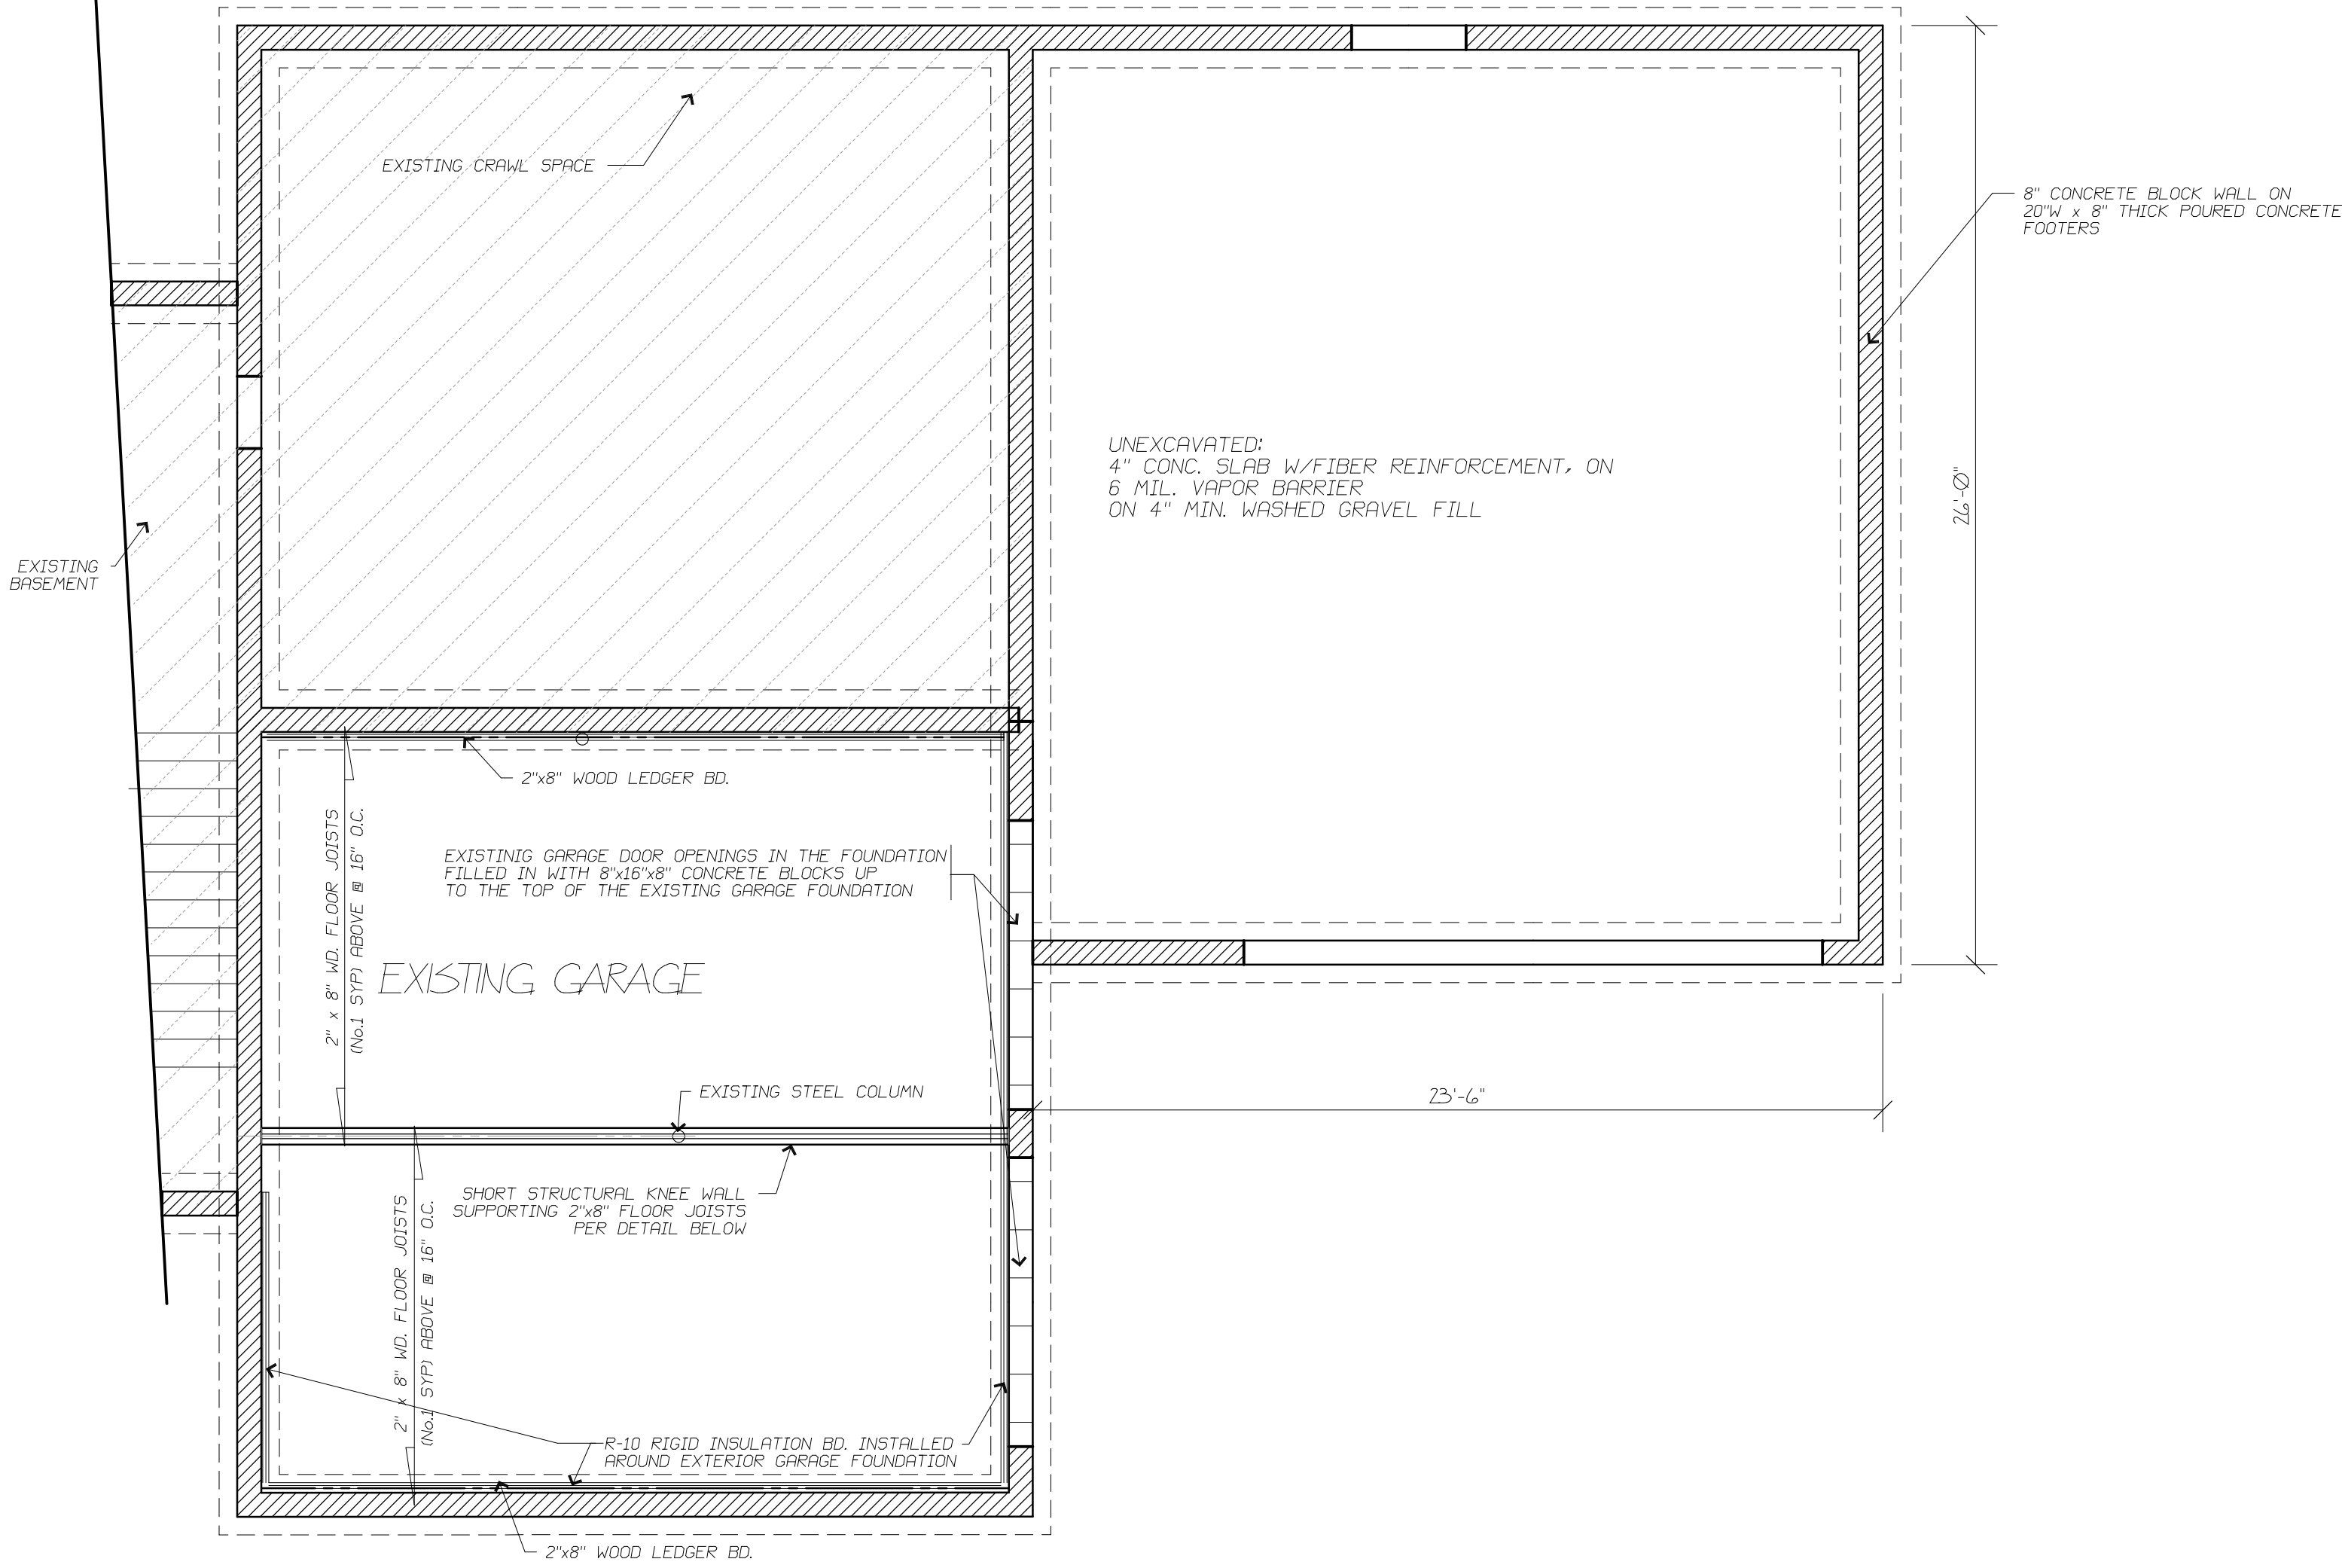 EXISTING CRAWL SPACE
8" CONCRETE BLOCK WALL ON
20"W x 8" THICK POURED CONCRETE
FOOTERS
UNEXCAVATED:
4" CONC. SLAB W/FIBER REINFORCEMENT, ON
6 MIL. VAPOR BARRIER
ON 4" MIN. WASHED GRAVEL FILL
26'-0"
EXISTING
BASEMENT
2"x8" WOOD LEDGER BD.
2" x 8" WD. FLOOR JOISTS
(No.1 SYP) ABOVE @ 16" O.C.
EXISTINIG GARAGE DOOR OPENINGS IN THE FOUNDATION
FILLED IN WITH 8"x16"x8" CONCRETE BLOCKS UP
TO THE TOP OF THE EXISTING GARAGE FOUNDATION
EXISTING GARAGE
EXISTING STEEL COLUMN
23'-6"
SHORT STRUCTURAL KNEE WALL
SUPPORTING 2"x8" FLOOR JOISTS
PER DETAIL BELOW
2" x 8" WD. FLOOR JOISTS
(No.1 SYP) ABOVE @ 16" O.C.
R-10 RIGID INSULATION BD. INSTALLED
AROUND EXTERIOR GARAGE FOUNDATION
2"x8" WOOD LEDGER BD.